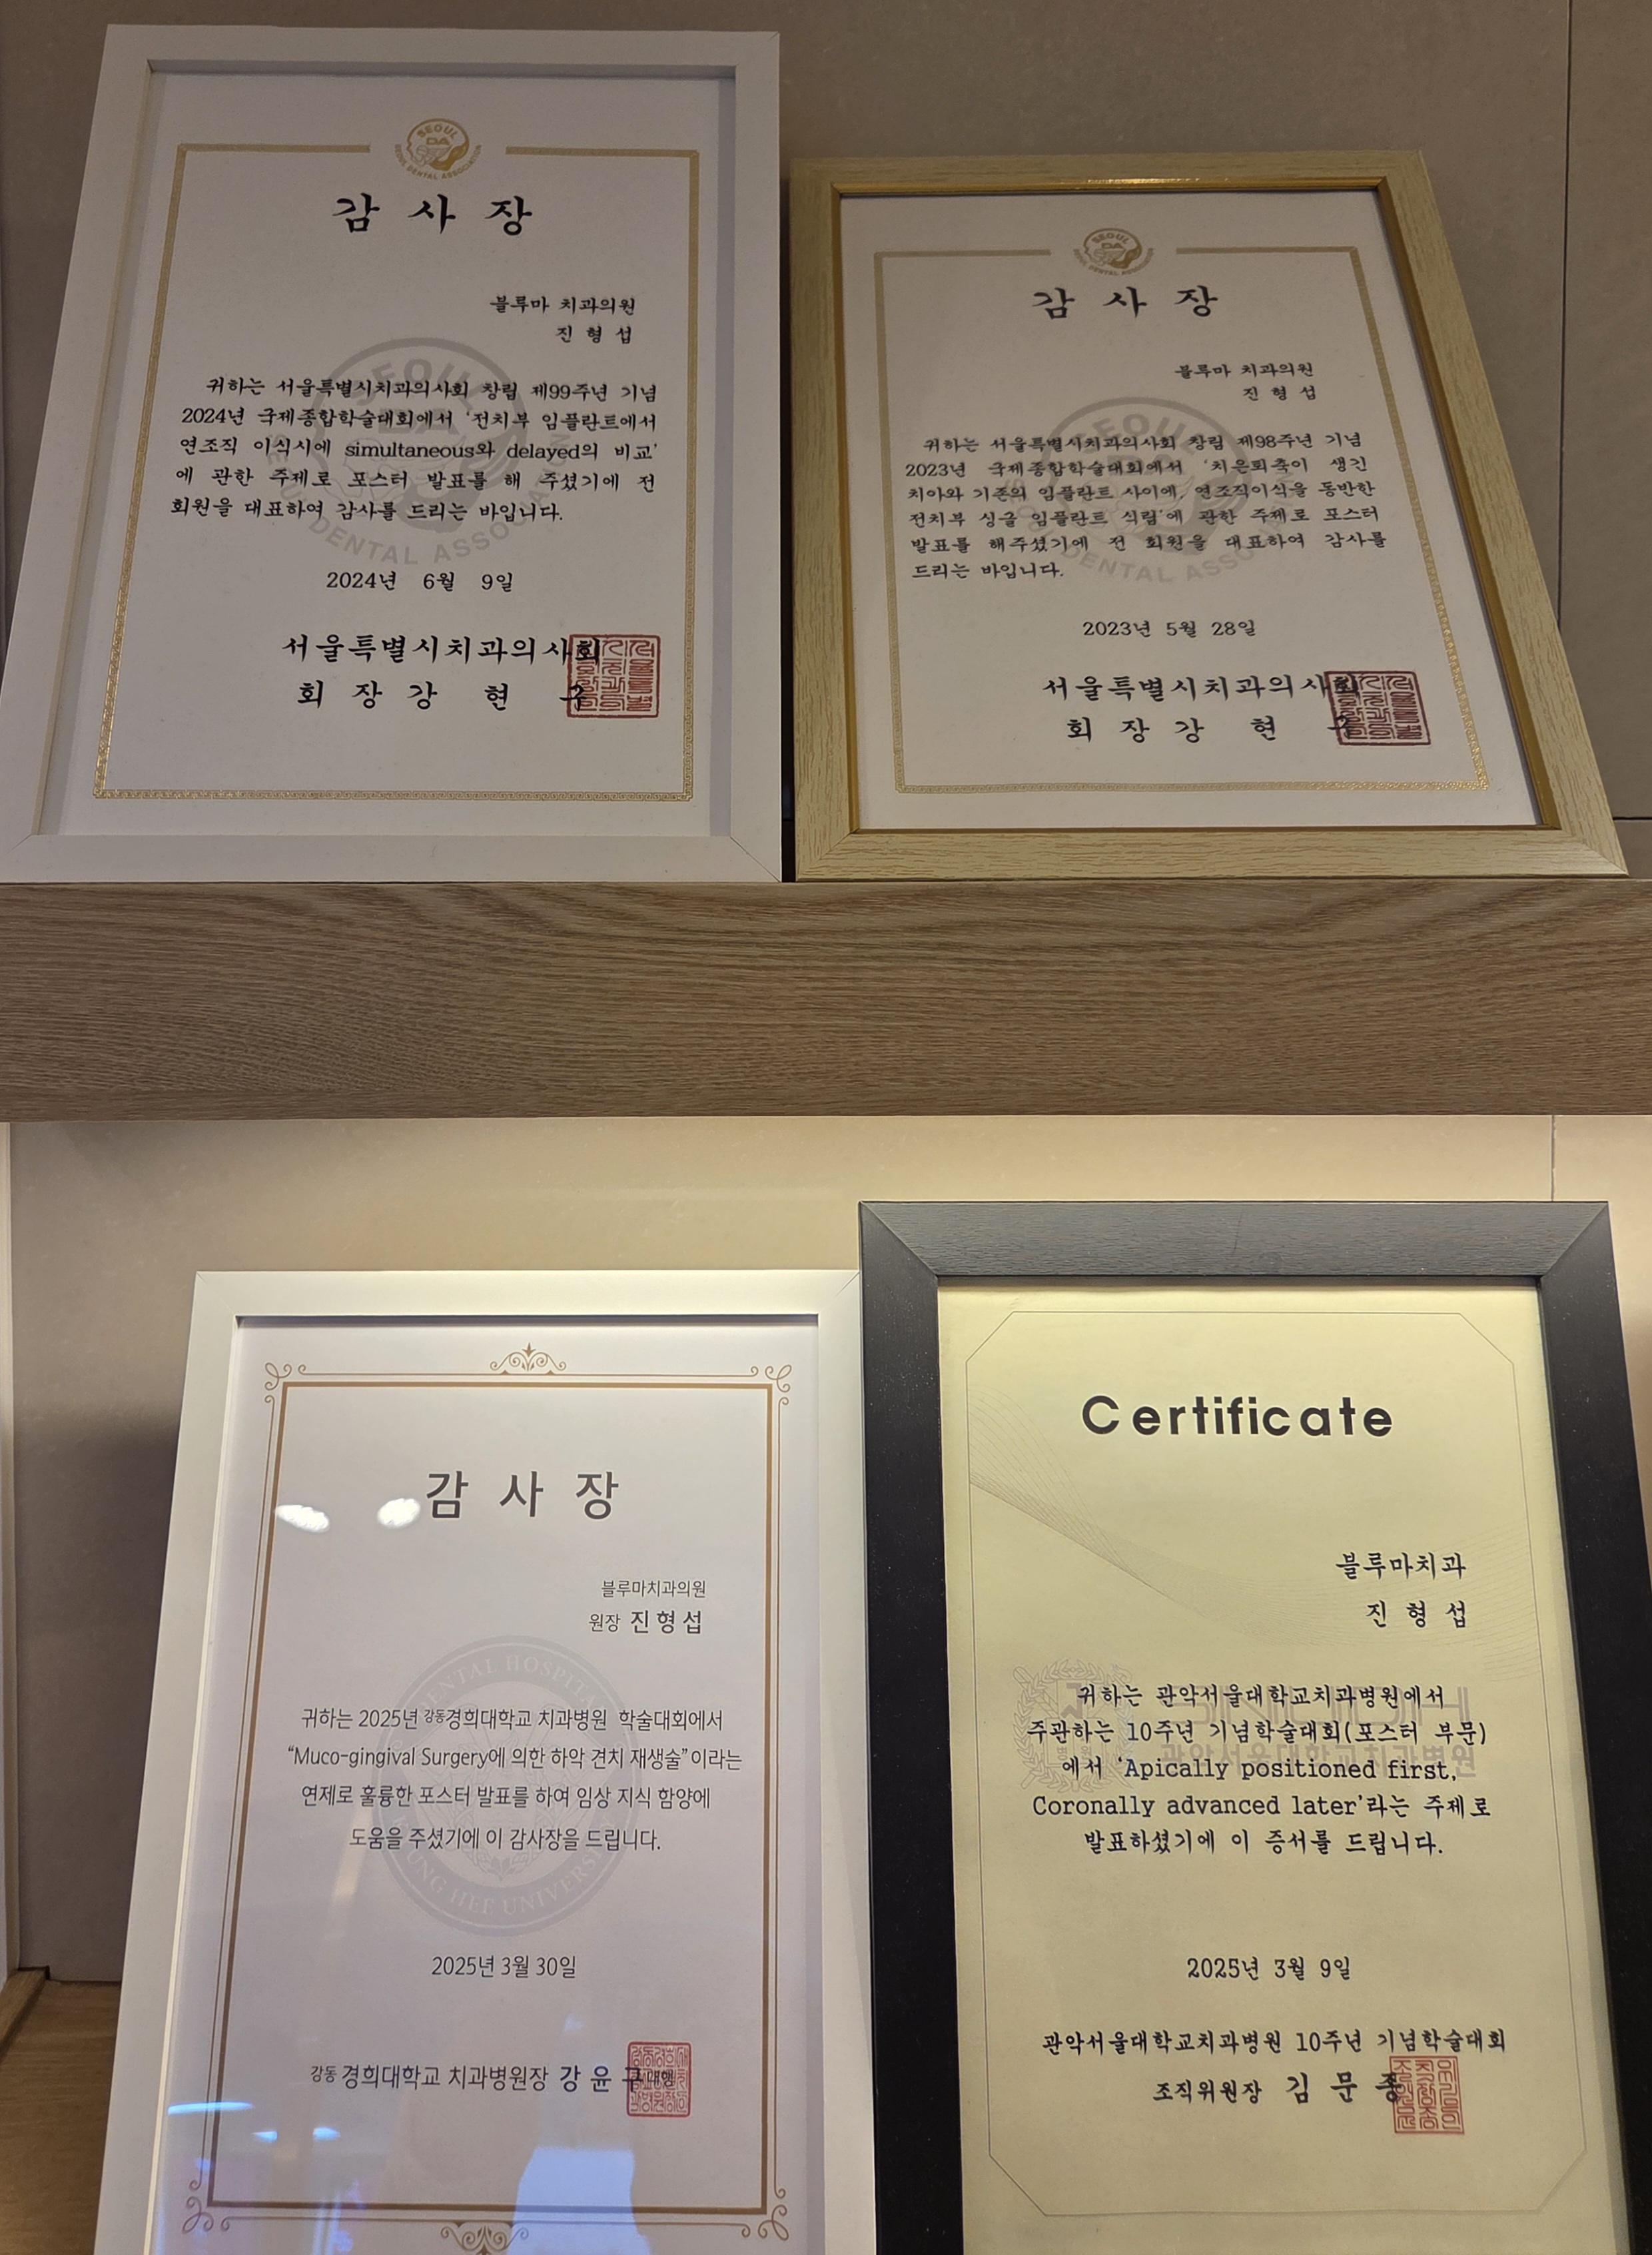 SEOUL
DA
SEOUL DENTAL ASSOCIATION
감 사 장
블루마 치과의원
진 형 섭
귀하는 서울특별시치과의사회 창립 제99주년 기념
2024년 국제종합학술대회에서 '전치부 임플란트에서
연조직 이식시에 simultaneous와 delayed의 비교'
에 관한 주제로 포스터 발표를 해 주셨기에 전
회원을 대표하여 감사를 드리는 바입니다.
2024년 6월 9일
서울특별시치과의사회
회 장 강 현 구
SEOUL
DA
SEOUL DENTAL ASSOCIATION
감 사 장
블루마 치과의원
진 형 섭
귀하는 서울특별시치과의사회 창립 제98주년 기념
2023년 국제종합학술대회에서 '치은퇴축이 생긴
치아와 기존의 임플란트 사이에, 연조직이식을 동반한
전치부 싱글 임플란트 식립'에 관한 주제로 포스터
발표를 해주셨기에 전 회원을 대표하여 감사를
드리는 바입니다.
2023년 5월 28일
서울특별시치과의사회
회 장 강 현 구
감 사 장
블루마치과의원
원장 진 형 섭
귀하는 2025년 강동경희대학교 치과병원 학술대회에서
“Muco-gingival Surgery에 의한 하악 견치 재생술”이라는
연제로 훌륭한 포스터 발표를 하여 임상 지식 함양에
도움을 주셨기에 이 감사장을 드립니다.
2025년 3월 30일
강동 경희대학교 치과병원장 강 윤 구
Certificate
블루마치과
진 형 섭
귀하는 관악서울대학교치과병원에서
주관하는 10주년 기념학술대회(포스터 부문)
에서 'Apically positioned first,
Coronally advanced later'라는 주제로
발표하셨기에 이 증서를 드립니다.
2025년 3월 9일
관악서울대학교치과병원 10주년 기념학술대회
조직위원장 김 문 종